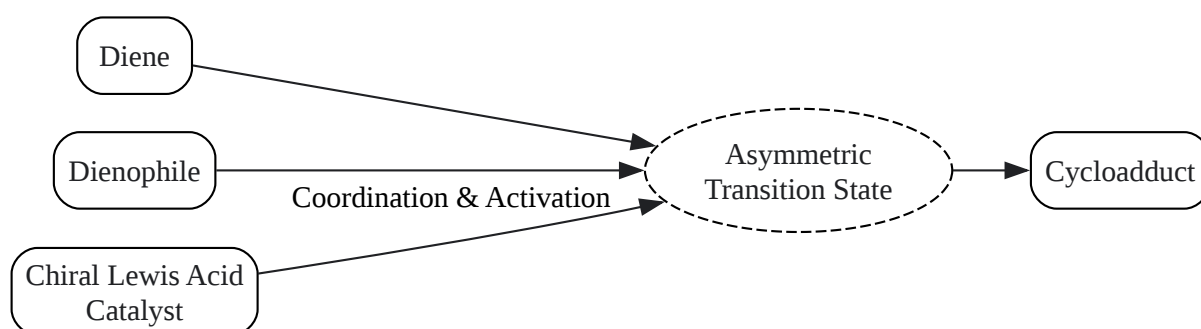 Diene
Dienophile
Coordination & Activation
Chiral Lewis Acid
Catalyst
Asymmetric
Transition State
Cycloadduct